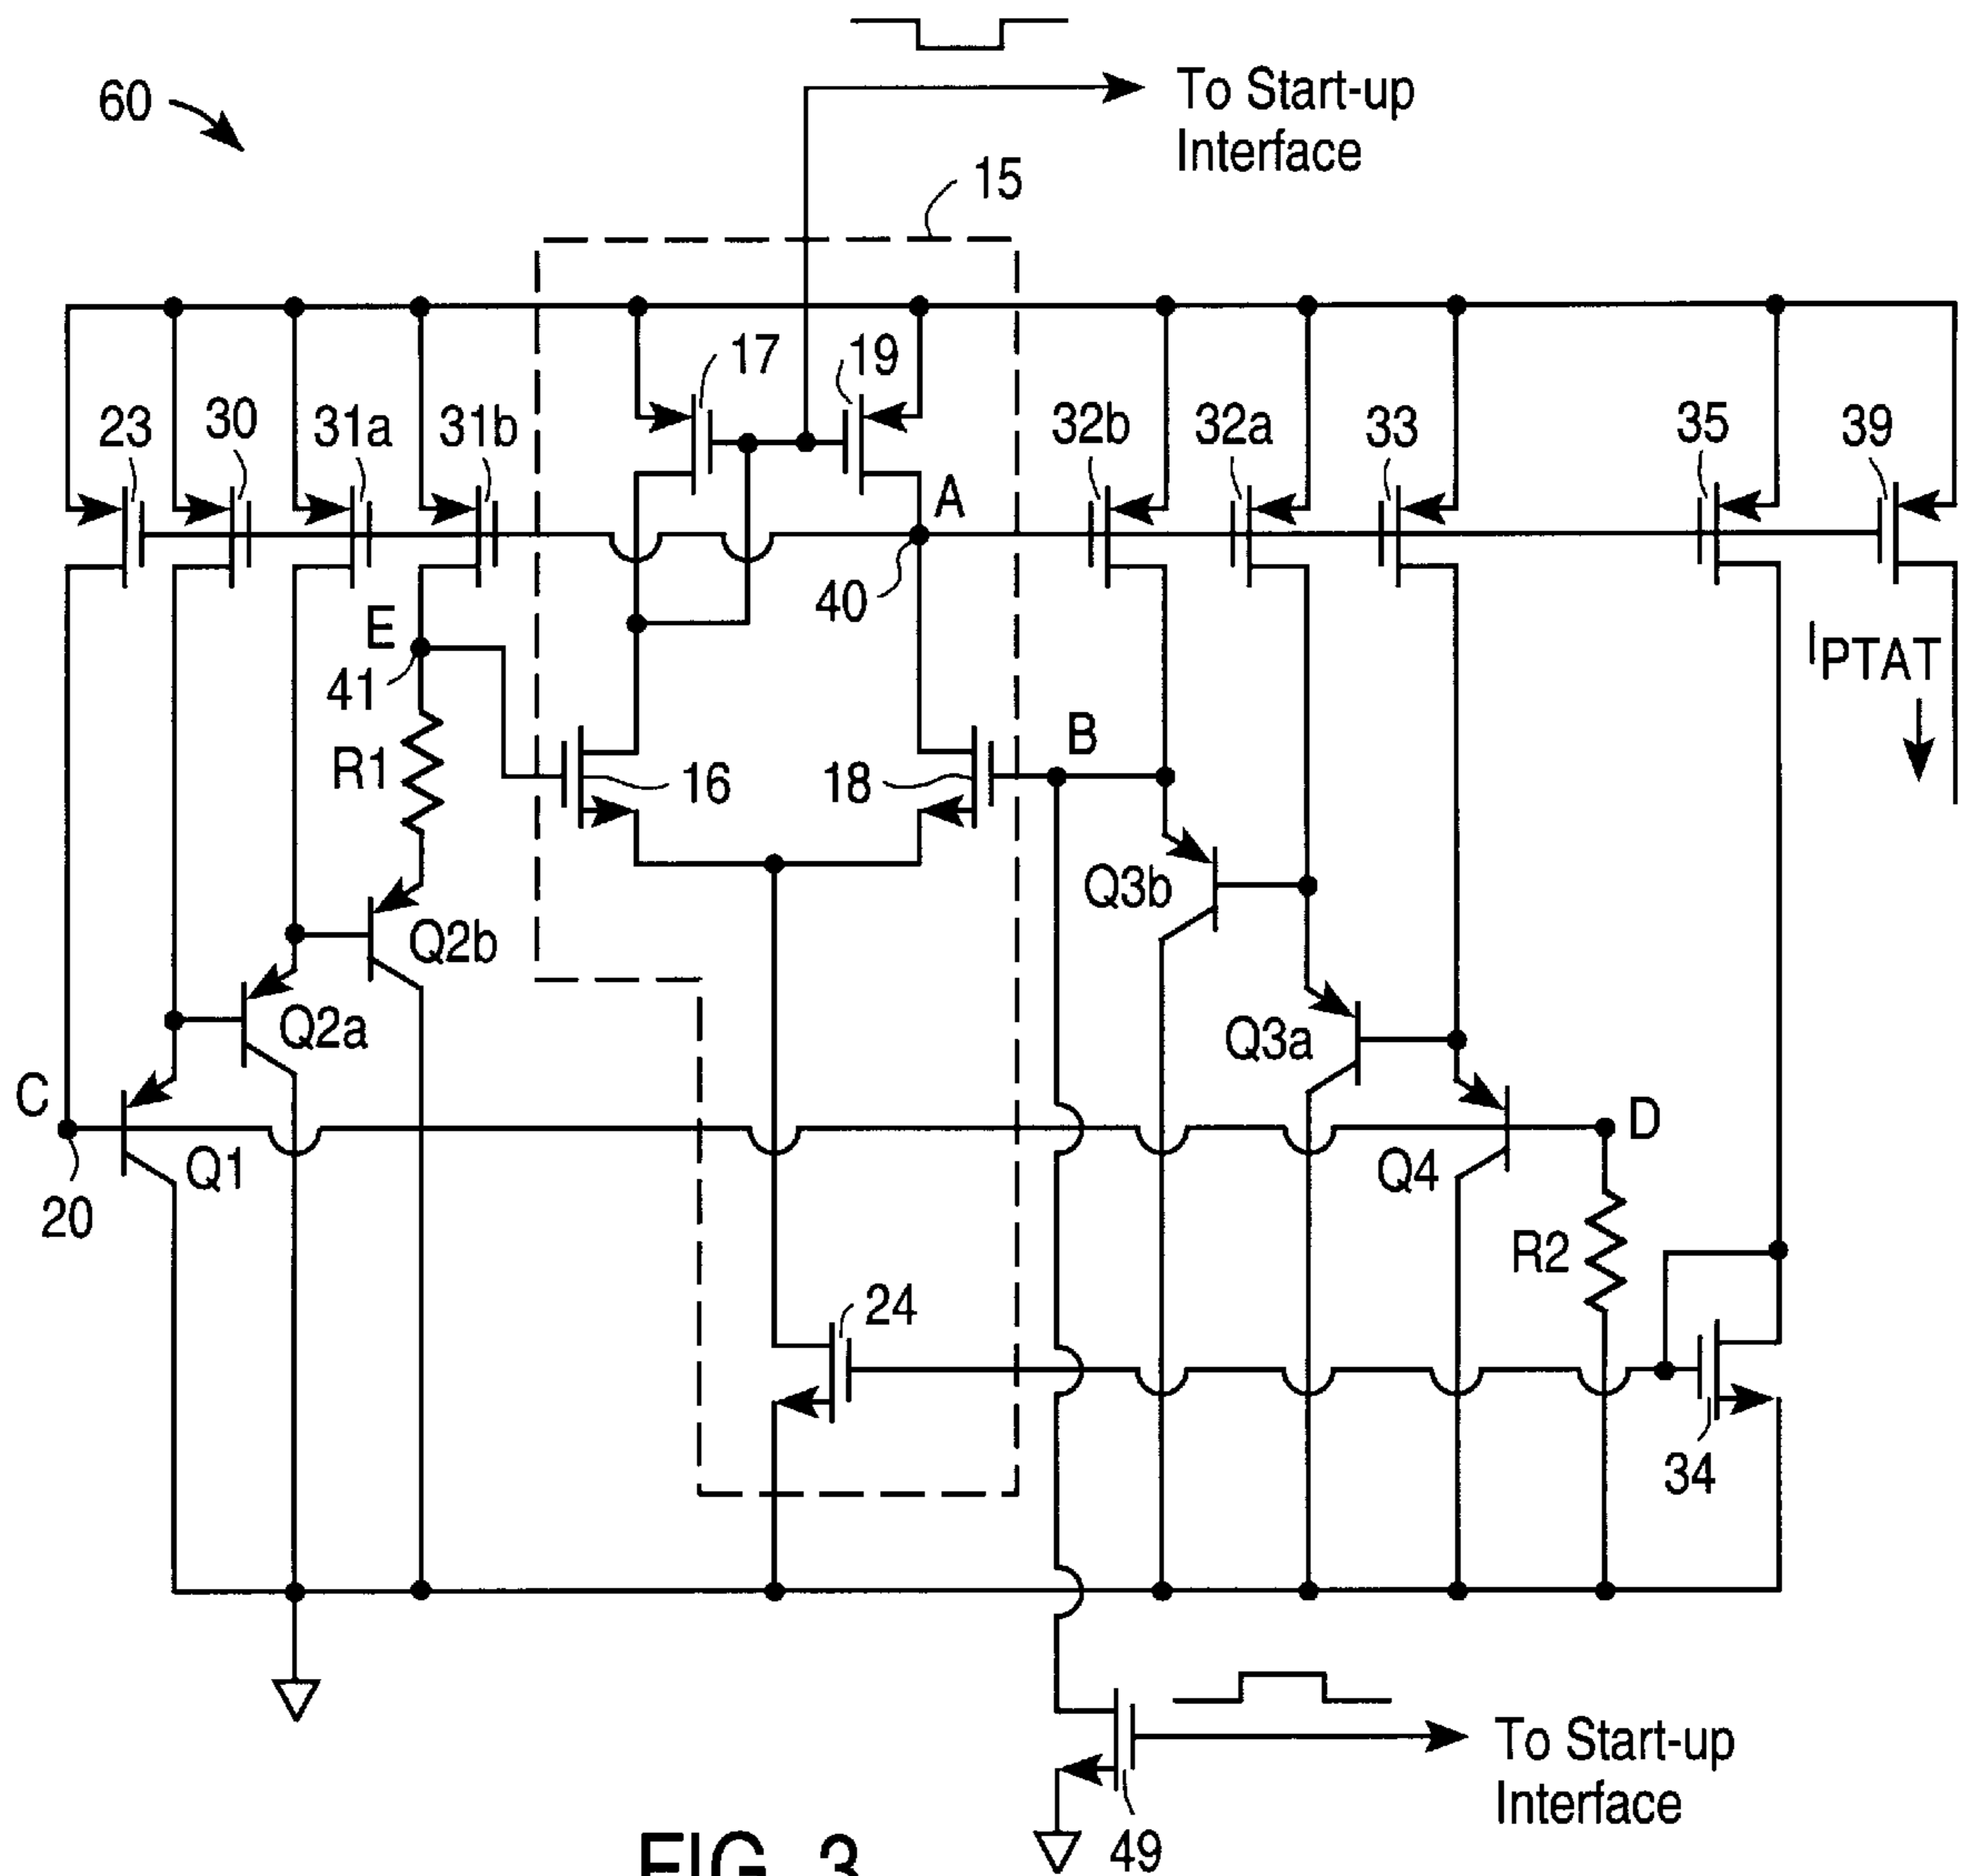 60
To Start-up
Interface
15
17
19
23
30
31a
31b
32b
32a
33
35
39
A
40
E
41
IPTAT
R1
16
18
B
Q3b
Q2b
Q2a
Q3a
C
D
Q1
Q4
20
R2
24
34
To Start-up
Interface
49
FIG. 3